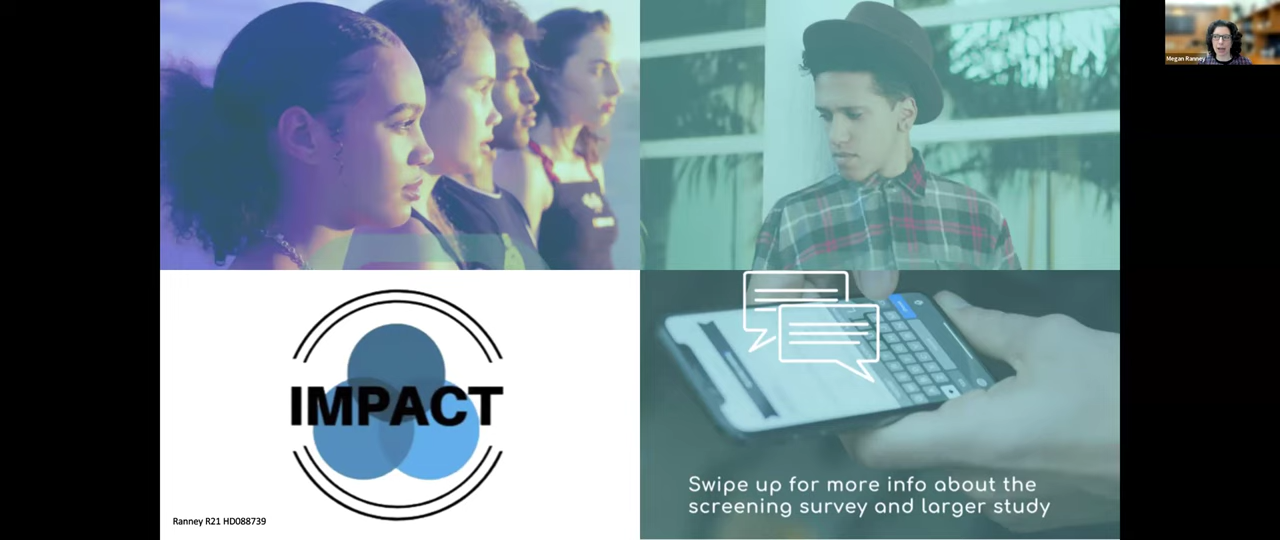 Megan Ranney
IMPACT
Swipe up for more info about the
screening survey and larger study
Ranney R21 HD088739